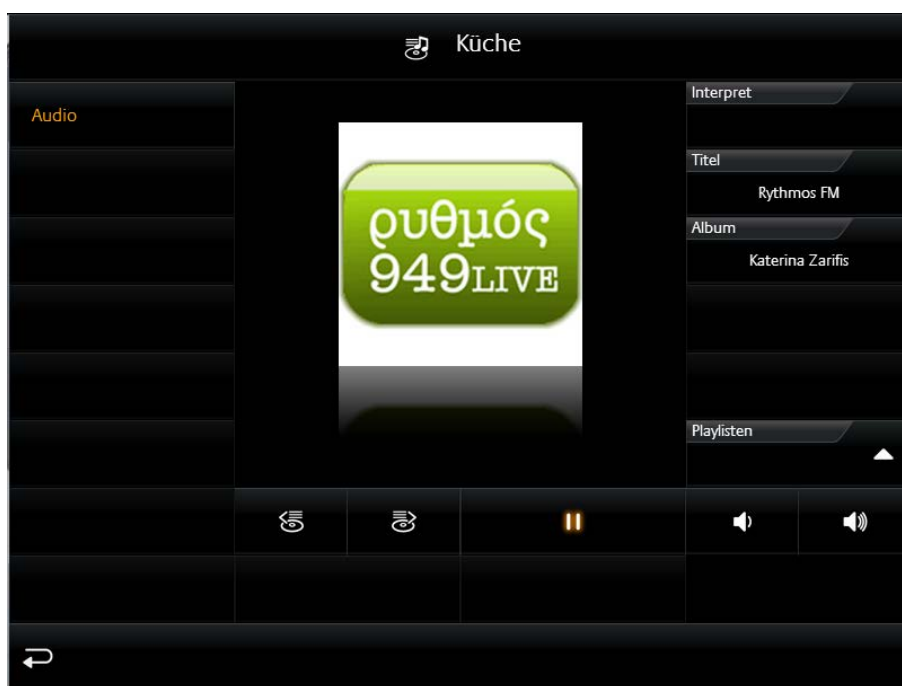 Küche
Audio
ρυθμός
949LIVE
Interpret
Titel
Rythmos FM
Album
Katerina Zarifis
Playlisten